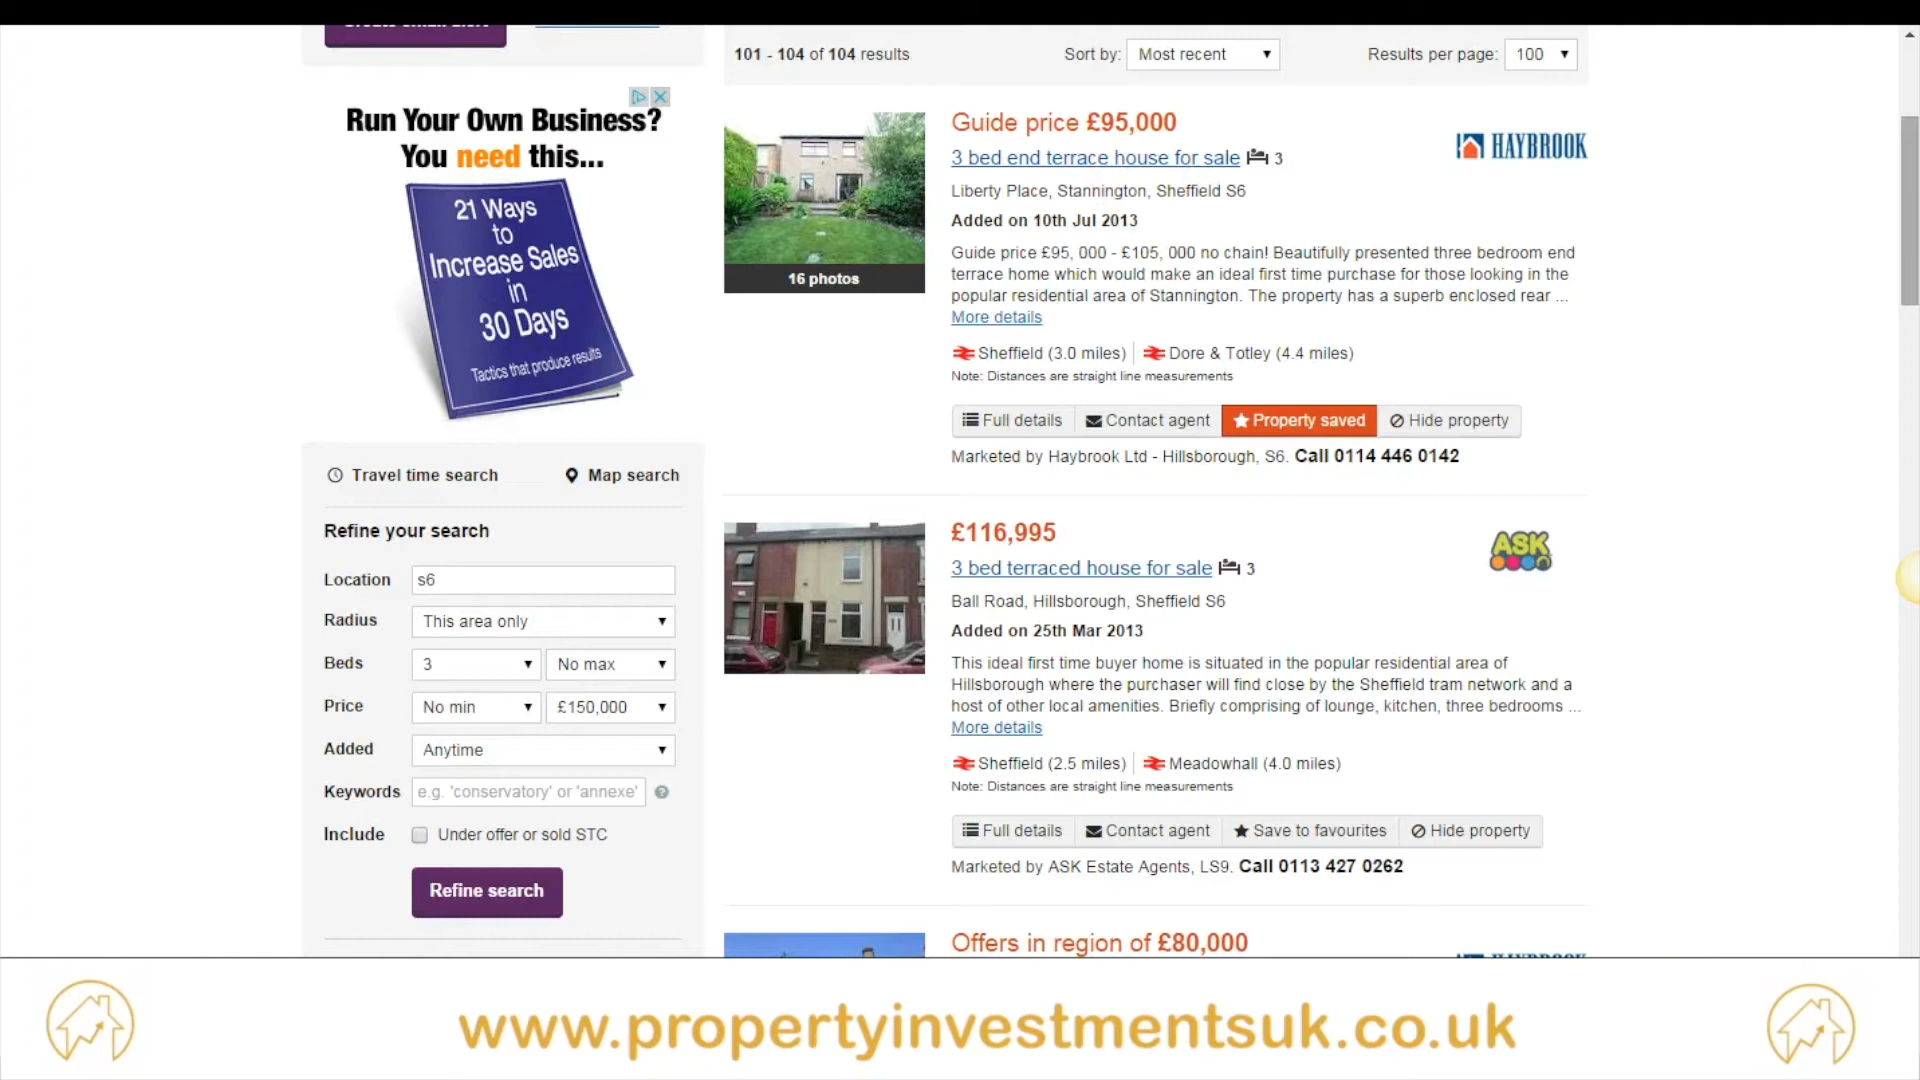 101 - 104 of 104 results
Sort by: Most recent
Results per page: 100
Run Your Own Business?
You need this...
21 Ways
to
Increase Sales
in
30 Days
Tactics that produce results
Travel time search
Map search
Refine your search
Location s6
Radius This area only
Beds 3 No max
Price No min £150,000
Added Anytime
Keywords e.g. 'conservatory' or 'annexe'
Include Under offer or sold STC
Refine search
Guide price £95,000
3 bed end terrace house for sale 3
HAYBROOK
Liberty Place, Stannington, Sheffield S6
Added on 10th Jul 2013
16 photos
Guide price £95, 000 - £105, 000 no chain! Beautifully presented three bedroom end
terrace home which would make an ideal first time purchase for those looking in the
popular residential area of Stannington. The property has a superb enclosed rear ...
More details
Sheffield (3.0 miles) Dore & Totley (4.4 miles)
Note: Distances are straight line measurements
Full details Contact agent Property saved Hide property
Marketed by Haybrook Ltd - Hillsborough, S6. Call 0114 446 0142
£116,995
3 bed terraced house for sale 3
ASK
Ball Road, Hillsborough, Sheffield S6
Added on 25th Mar 2013
This ideal first time buyer home is situated in the popular residential area of
Hillsborough where the purchaser will find close by the Sheffield tram network and a
host of other local amenities. Briefly comprising of lounge, kitchen, three bedrooms ...
More details
Sheffield (2.5 miles) Meadowhall (4.0 miles)
Note: Distances are straight line measurements
Full details Contact agent Save to favourites Hide property
Marketed by ASK Estate Agents, LS9. Call 0113 427 0262
Offers in region of £80,000
www.propertyinvestmentsuk.co.uk